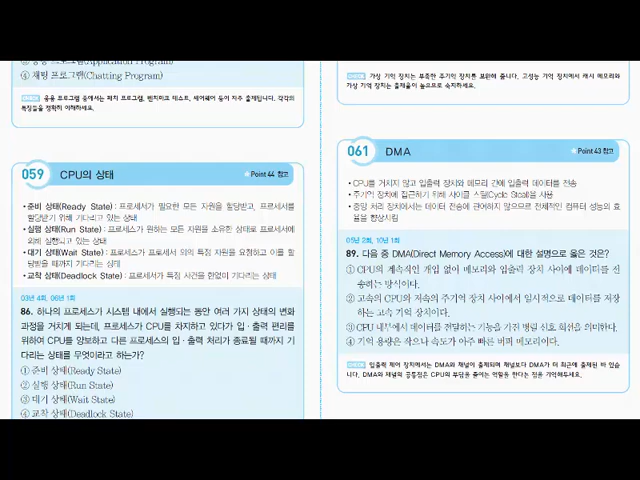 ④ 채팅 프로그램(Chatting Program)
응용 프로그램 중에서는 패치 프로그램, 벤치마크 테스트, 셰어웨어 등이 자주 출제됩니다. 각각의
특징들을 정확히 이해하세요.
059 CPU의 상태 Point 44 참고
• 준비 상태(Ready State) : 프로세서가 필요한 모든 자원을 할당받고, 프로세서를
할당받기 위해 기다리고 있는 상태
• 실행 상태(Run State) : 프로세스가 원하는 모든 자원을 소유한 상태로 프로세서에
의해 실행되고 있는 상태
• 대기 상태(Wait State) : 프로세스가 프로세서 외의 특정 자원을 요청하고 이를 할
당받을 때까지 기다리는 상태
• 교착 상태(Deadlock State) : 프로세서가 특정 사건을 한없이 기다리는 상태
03년 4회, 06년 1회
86. 하나의 프로세스가 시스템 내에서 실행되는 동안 여러 가지 상태의 변화
과정을 거치게 되는데, 프로세스가 CPU를 차지하고 있다가 입·출력 편리를
위하여 CPU를 양보하고 다른 프로세스의 입·출력 처리가 종료될 때까지 기
다리는 상태를 무엇이라고 하는가?
① 준비 상태(Ready State)
② 실행 상태(Run State)
③ 대기 상태(Wait State)
④ 교착 상태(Deadlock State)
가상 기억 장치는 부족한 주기억 장치를 보완해 줍니다. 고성능 기억 장치에서 캐시 메모리와
가상 기억 장치는 출제율이 높으므로 숙지하세요.
061 DMA Point 43 참고
• CPU를 거치지 않고 입출력 장치와 메모리 간에 입출력 데이터를 전송
• 주기억 장치에 접근하기 위해 사이클 스틸(Cycle Steal)을 사용
• 중앙 처리 장치에서는 데이터 전송에 관여하지 않으므로 전체적인 컴퓨터 성능의 효
율을 향상시킴
05년 2회, 10년 1회
89. 다음 중 DMA(Direct Memory Access)에 대한 설명으로 옳은 것은?
① CPU의 계속적인 개입 없이 메모리와 입출력 장치 사이에 데이터를 전
송하는 방식이다.
② 고속의 CPU와 저속의 주기억 장치 사이에서 일시적으로 데이터를 저장
하는 고속 기억 장치이다.
③ CPU 내부에서 데이터를 전달하는 기능을 가진 병렬 신호 회선을 의미한다.
④ 기억 용량은 작으나 속도가 아주 빠른 버퍼 메모리이다.
입출력 제어 장치에서는 DMA와 채널이 출제되며 채널보다 DMA가 더 최근에 출제된 바 있습
니다. DMA와 채널의 공통점은 CPU의 부담을 줄이는 역할을 한다는 점을 기억해두세요.